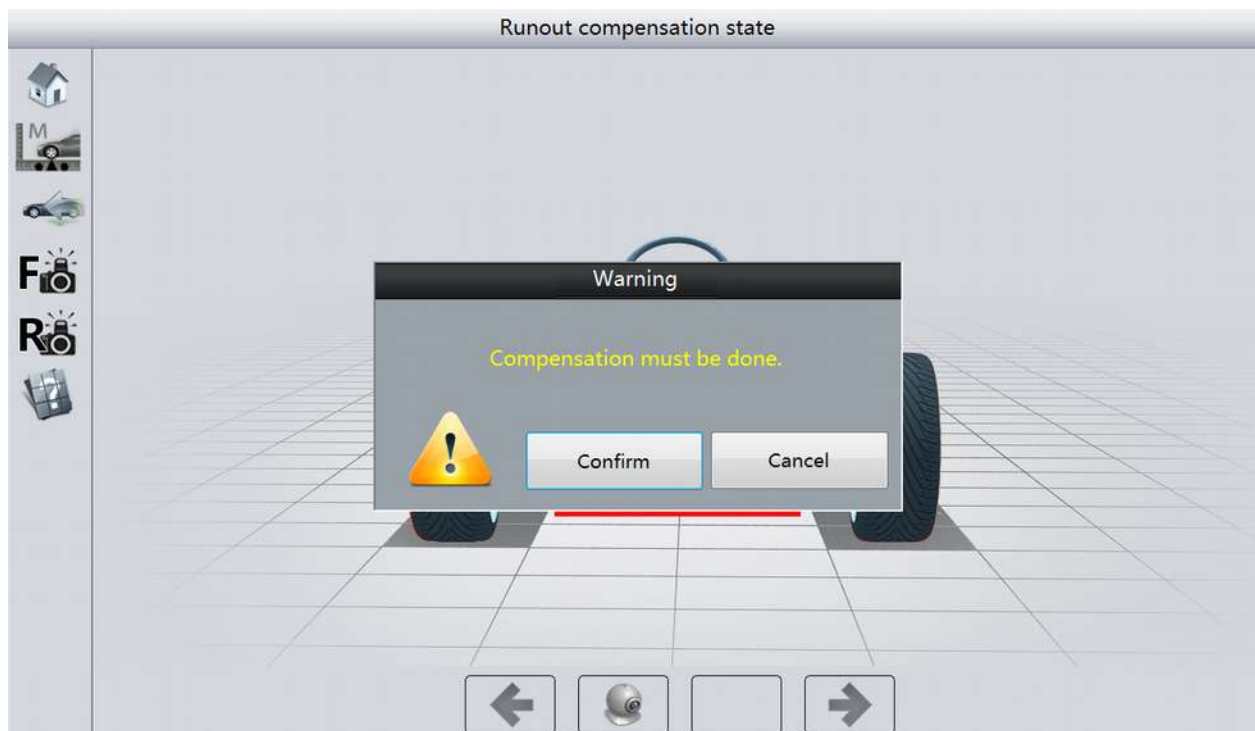 Runout compensation state
M
F
R
?
Warning
Compensation must be done.
!
Confirm
Cancel